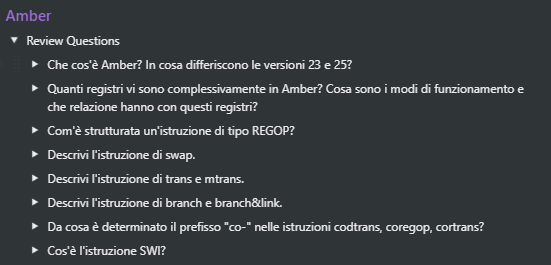 Amber
Review Questions
Che cos'è Amber? In cosa differiscono le versioni 23 e 25?
Quanti registri vi sono complessivamente in Amber? Cosa sono i modi di funzionamento e
che relazione hanno con questi registri?
Com'è strutturata un'istruzione di tipo REGOP?
Descrivi l'istruzione di swap.
Descrivi l'istruzione di trans e mtrans.
Descrivi l'istruzione di branch e branch&link.
Da cosa è determinato il prefisso "co-" nelle istruzioni codtrans, coregop, cortrans?
Cos'è l'istruzione SWI?